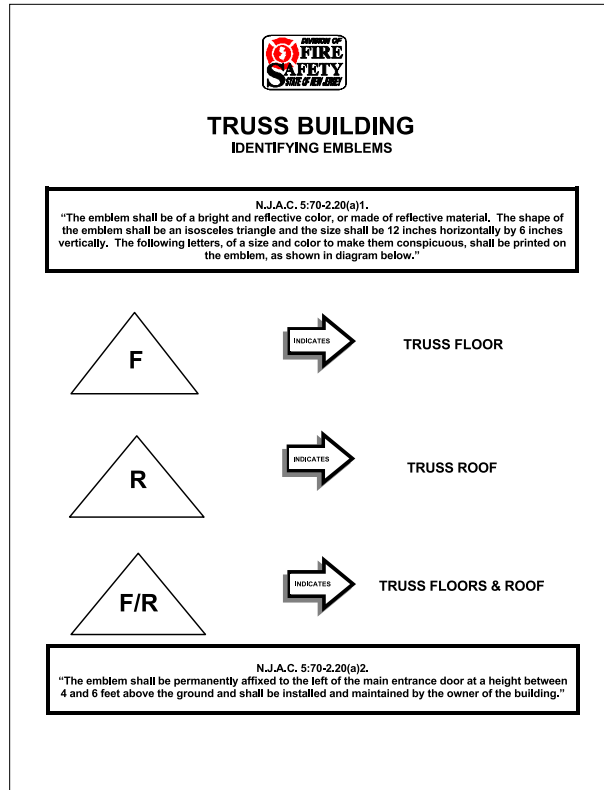 DIVISION OF
FIRE
SAFETY
STATE OF NEW JERSEY
TRUSS BUILDING
IDENTIFYING EMBLEMS
N.J.A.C. 5:70-2.20(a)1.
“The emblem shall be of a bright and reflective color, or made of reflective material. The shape of
the emblem shall be an isosceles triangle and the size shall be 12 inches horizontally by 6 inches
vertically. The following letters, of a size and color to make them conspicuous, shall be printed on
the emblem, as shown in diagram below.”
F
INDICATES
TRUSS FLOOR
R
INDICATES
TRUSS ROOF
F/R
INDICATES
TRUSS FLOORS & ROOF
N.J.A.C. 5:70-2.20(a)2.
“The emblem shall be permanently affixed to the left of the main entrance door at a height between
4 and 6 feet above the ground and shall be installed and maintained by the owner of the building.”